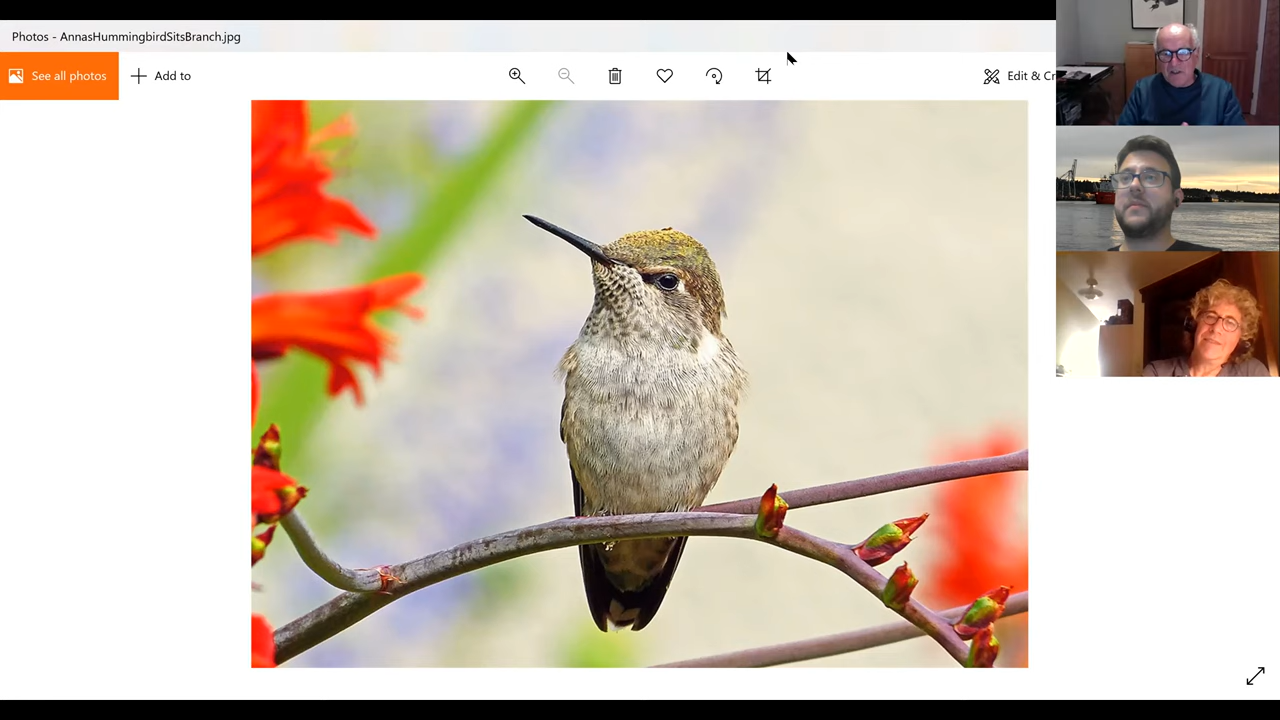 Photos - AnnasHummingbirdSitsBranch.jpg
See all photos
Add to
Edit & Cr